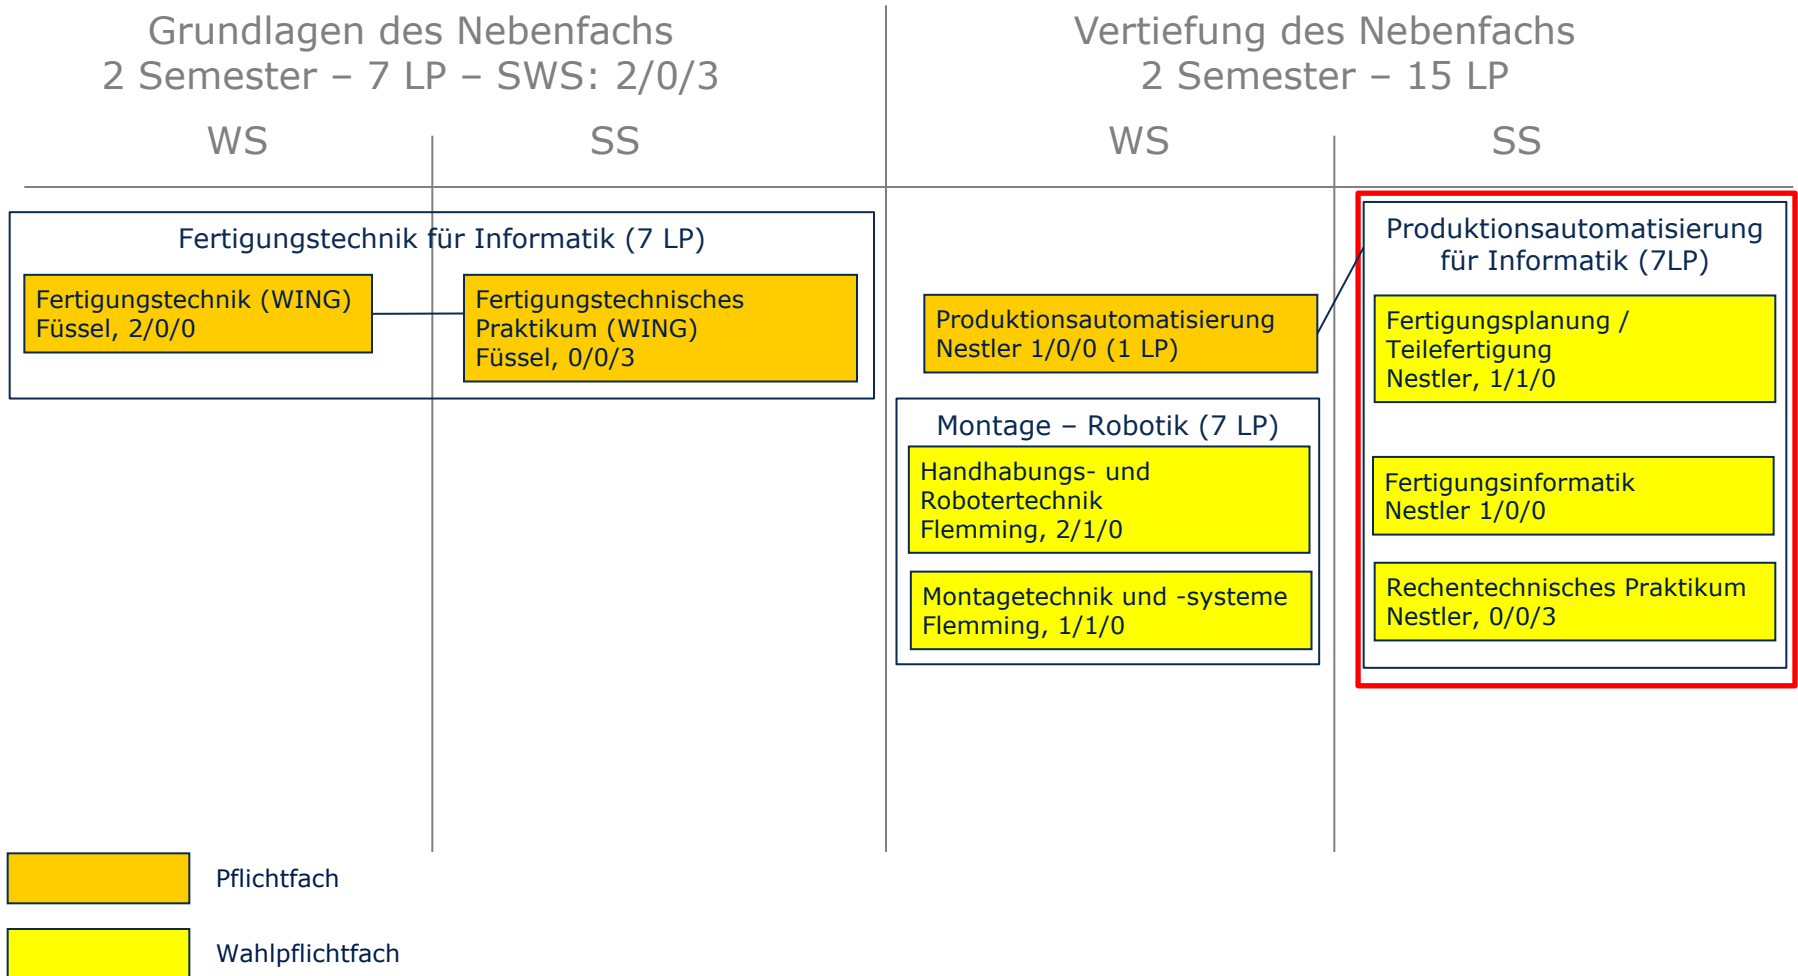 Grundlagen des Nebenfachs
2 Semester – 7 LP – SWS: 2/0/3
Vertiefung des Nebenfachs
2 Semester – 15 LP
WS
SS
WS
SS
Fertigungstechnik für Informatik (7 LP)
Fertigungstechnik (WING)
Füssel, 2/0/0
Fertigungstechnisches
Praktikum (WING)
Füssel, 0/0/3
Produktionsautomatisierung
Nestler 1/0/0 (1 LP)
Montage – Robotik (7 LP)
Handhabungs- und
Robotertechnik
Flemming, 2/1/0
Montagetechnik und -systeme
Flemming, 1/1/0
Produktionsautomatisierung
für Informatik (7LP)
Fertigungsplanung /
Teilefertigung
Nestler, 1/1/0
Fertigungsinformatik
Nestler 1/0/0
Rechentechnisches Praktikum
Nestler, 0/0/3
Pflichtfach
Wahlpflichtfach